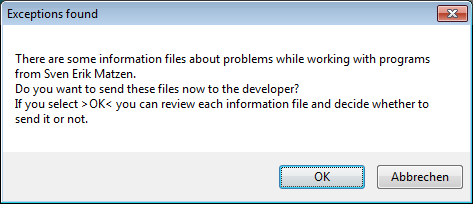 Exceptions found
There are some information files about problems while working with programs
from Sven Erik Matzen.
Do you want to send these files now to the developer?
If you select >OK< you can review each information file and decide whether to
send it or not.
OK
Abbrechen